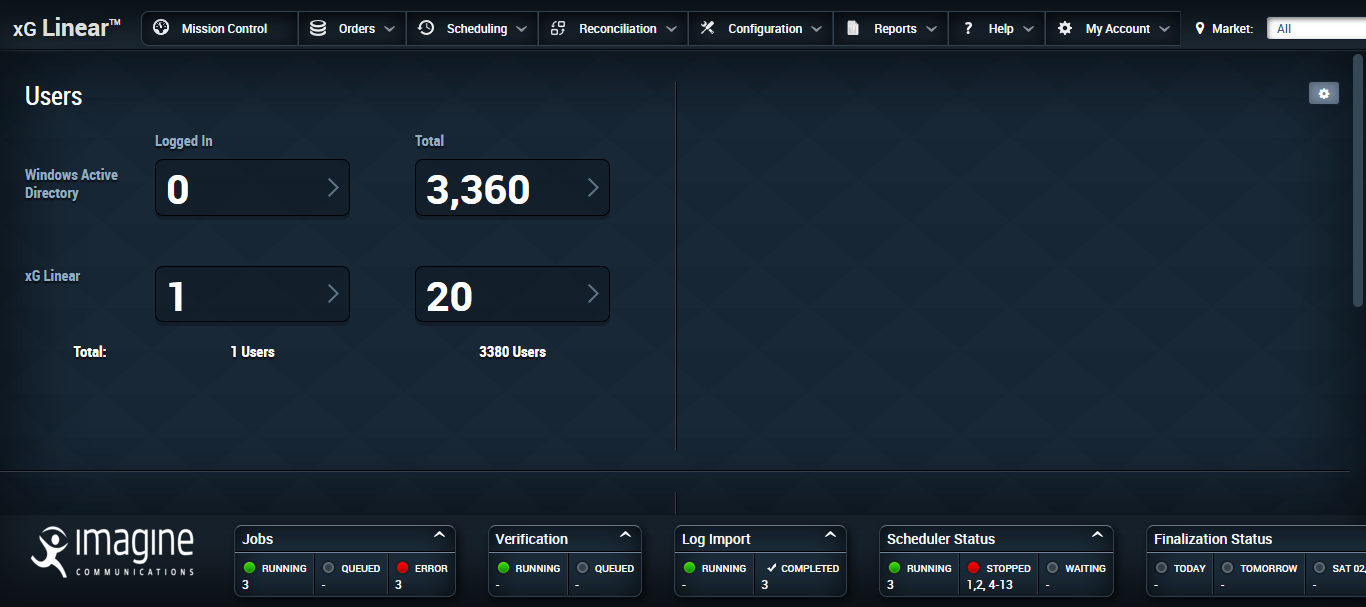 xG Linear™ Mission Control Orders Scheduling Reconciliation Configuration Reports ? Help My Account Market: All
Users
Logged In Total
Windows Active
Directory
0 3,360
xG Linear
1 20
Total: 1 Users 3380 Users
imagine
COMMUNICATIONS
Jobs Verification Log Import Scheduler Status Finalization Status
RUNNING QUEUED ERROR RUNNING QUEUED RUNNING COMPLETED RUNNING STOPPED WAITING TODAY TOMORROW SAT 02,
3 - 3 - - - 3 3 1,2, 4-13 - - - -